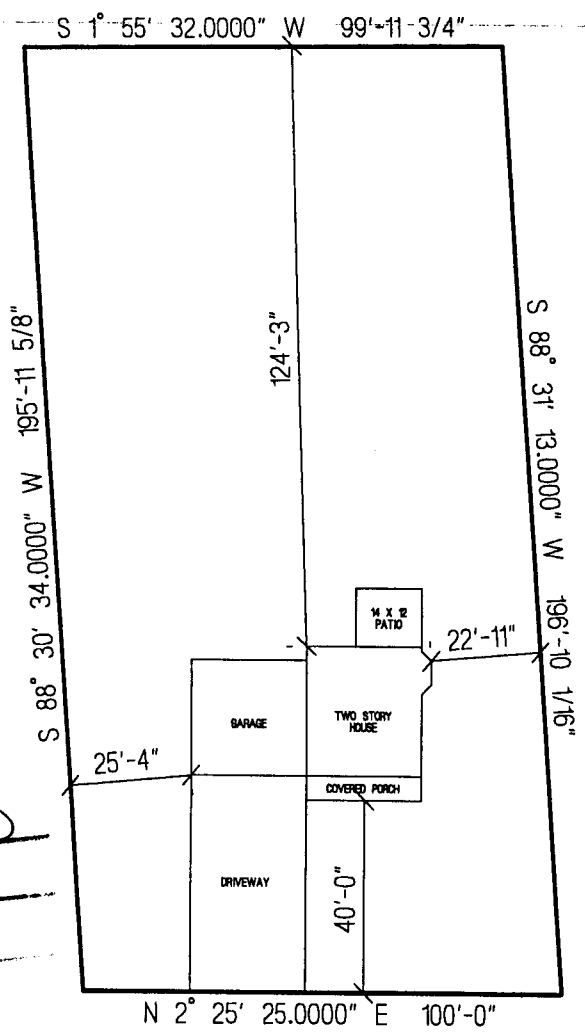 S 1° 55' 32.0000" W 99'-11 3/4"
S 88° 30' 34.0000" W 195'-11 5/8"
124'-3"
S 88° 31' 13.0000" W 196'-10 1/16"
14 X 12
PATIO
22'-11"
GARAGE
TWO STORY
HOUSE
25'-4"
COVERED PORCH
DRIVEWAY
40'-0"
N 2° 25' 25.0000" E 100'-0"